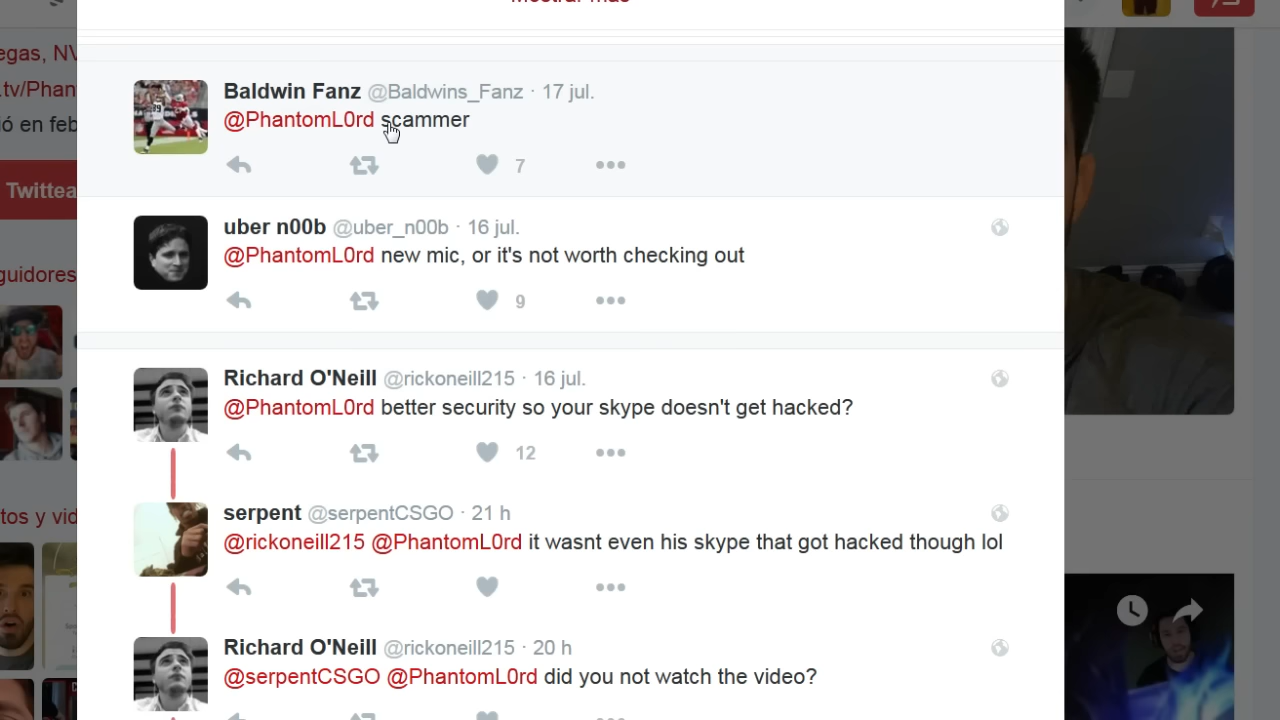 Mostrar más
egas, NV
.tv/Phan
ió en feb
Twittea
guidores
tos y vid
Baldwin Fanz @Baldwins_Fanz · 17 jul.
@PhantomL0rd scammer
7
uber n00b @uber_n00b · 16 jul.
@PhantomL0rd new mic, or it's not worth checking out
9
Richard O'Neill @rickoneill215 · 16 jul.
@PhantomL0rd better security so your skype doesn't get hacked?
12
serpent @serpentCSGO · 21 h
@rickoneill215 @PhantomL0rd it wasnt even his skype that got hacked though lol
Richard O'Neill @rickoneill215 · 20 h
@serpentCSGO @PhantomL0rd did you not watch the video?